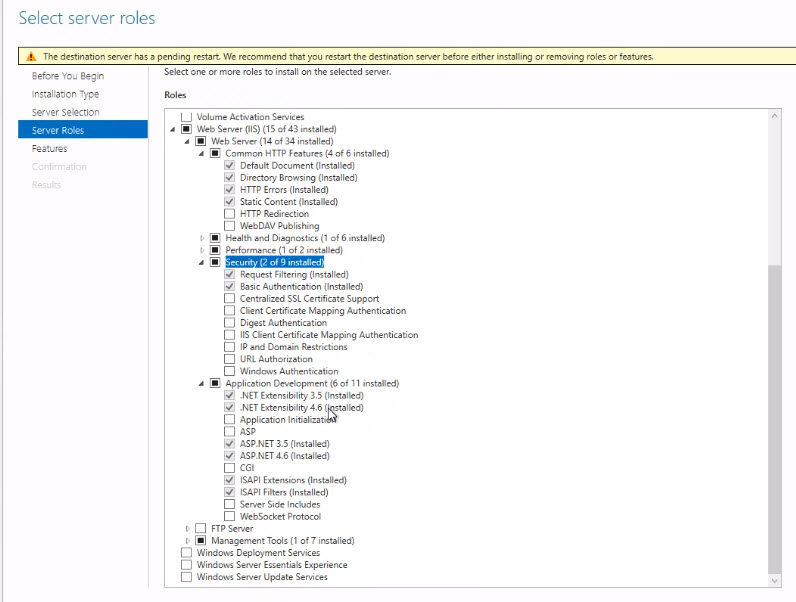 Select server roles
The destination server has a pending restart. We recommend that you restart the destination server before either installing or removing roles or features.
Before You Begin
Installation Type
Server Selection
Server Roles
Features
Confirmation
Results
Select one or more roles to install on the selected server.
Roles
Volume Activation Services
Web Server (IIS) (15 of 43 installed)
Web Server (14 of 34 installed)
Common HTTP Features (4 of 6 installed)
Default Document (Installed)
Directory Browsing (Installed)
HTTP Errors (Installed)
Static Content (Installed)
HTTP Redirection
WebDAV Publishing
Health and Diagnostics (1 of 6 installed)
Performance (1 of 2 installed)
Security (2 of 9 installed)
Request Filtering (Installed)
Basic Authentication (Installed)
Centralized SSL Certificate Support
Client Certificate Mapping Authentication
Digest Authentication
IIS Client Certificate Mapping Authentication
IP and Domain Restrictions
URL Authorization
Windows Authentication
Application Development (6 of 11 installed)
.NET Extensibility 3.5 (Installed)
.NET Extensibility 4.6 (Installed)
Application Initialization
ASP
ASP.NET 3.5 (Installed)
ASP.NET 4.6 (Installed)
CGI
ISAPI Extensions (Installed)
ISAPI Filters (Installed)
Server Side Includes
WebSocket Protocol
FTP Server
Management Tools (1 of 7 installed)
Windows Deployment Services
Windows Server Essentials Experience
Windows Server Update Services